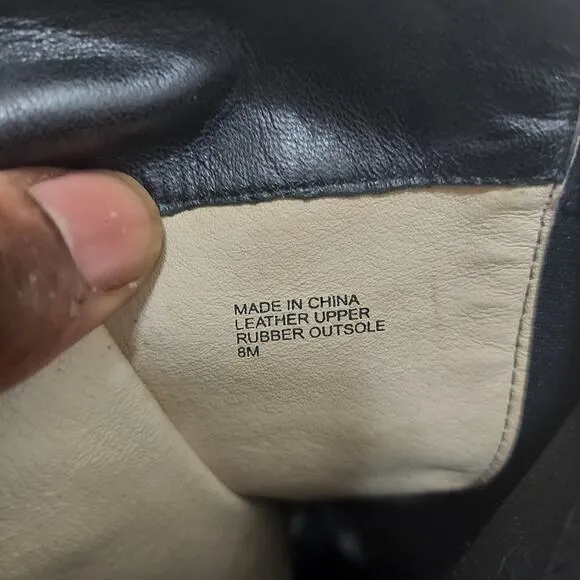 MADE IN CHINA
LEATHER UPPER
RUBBER OUTSOLE
8M